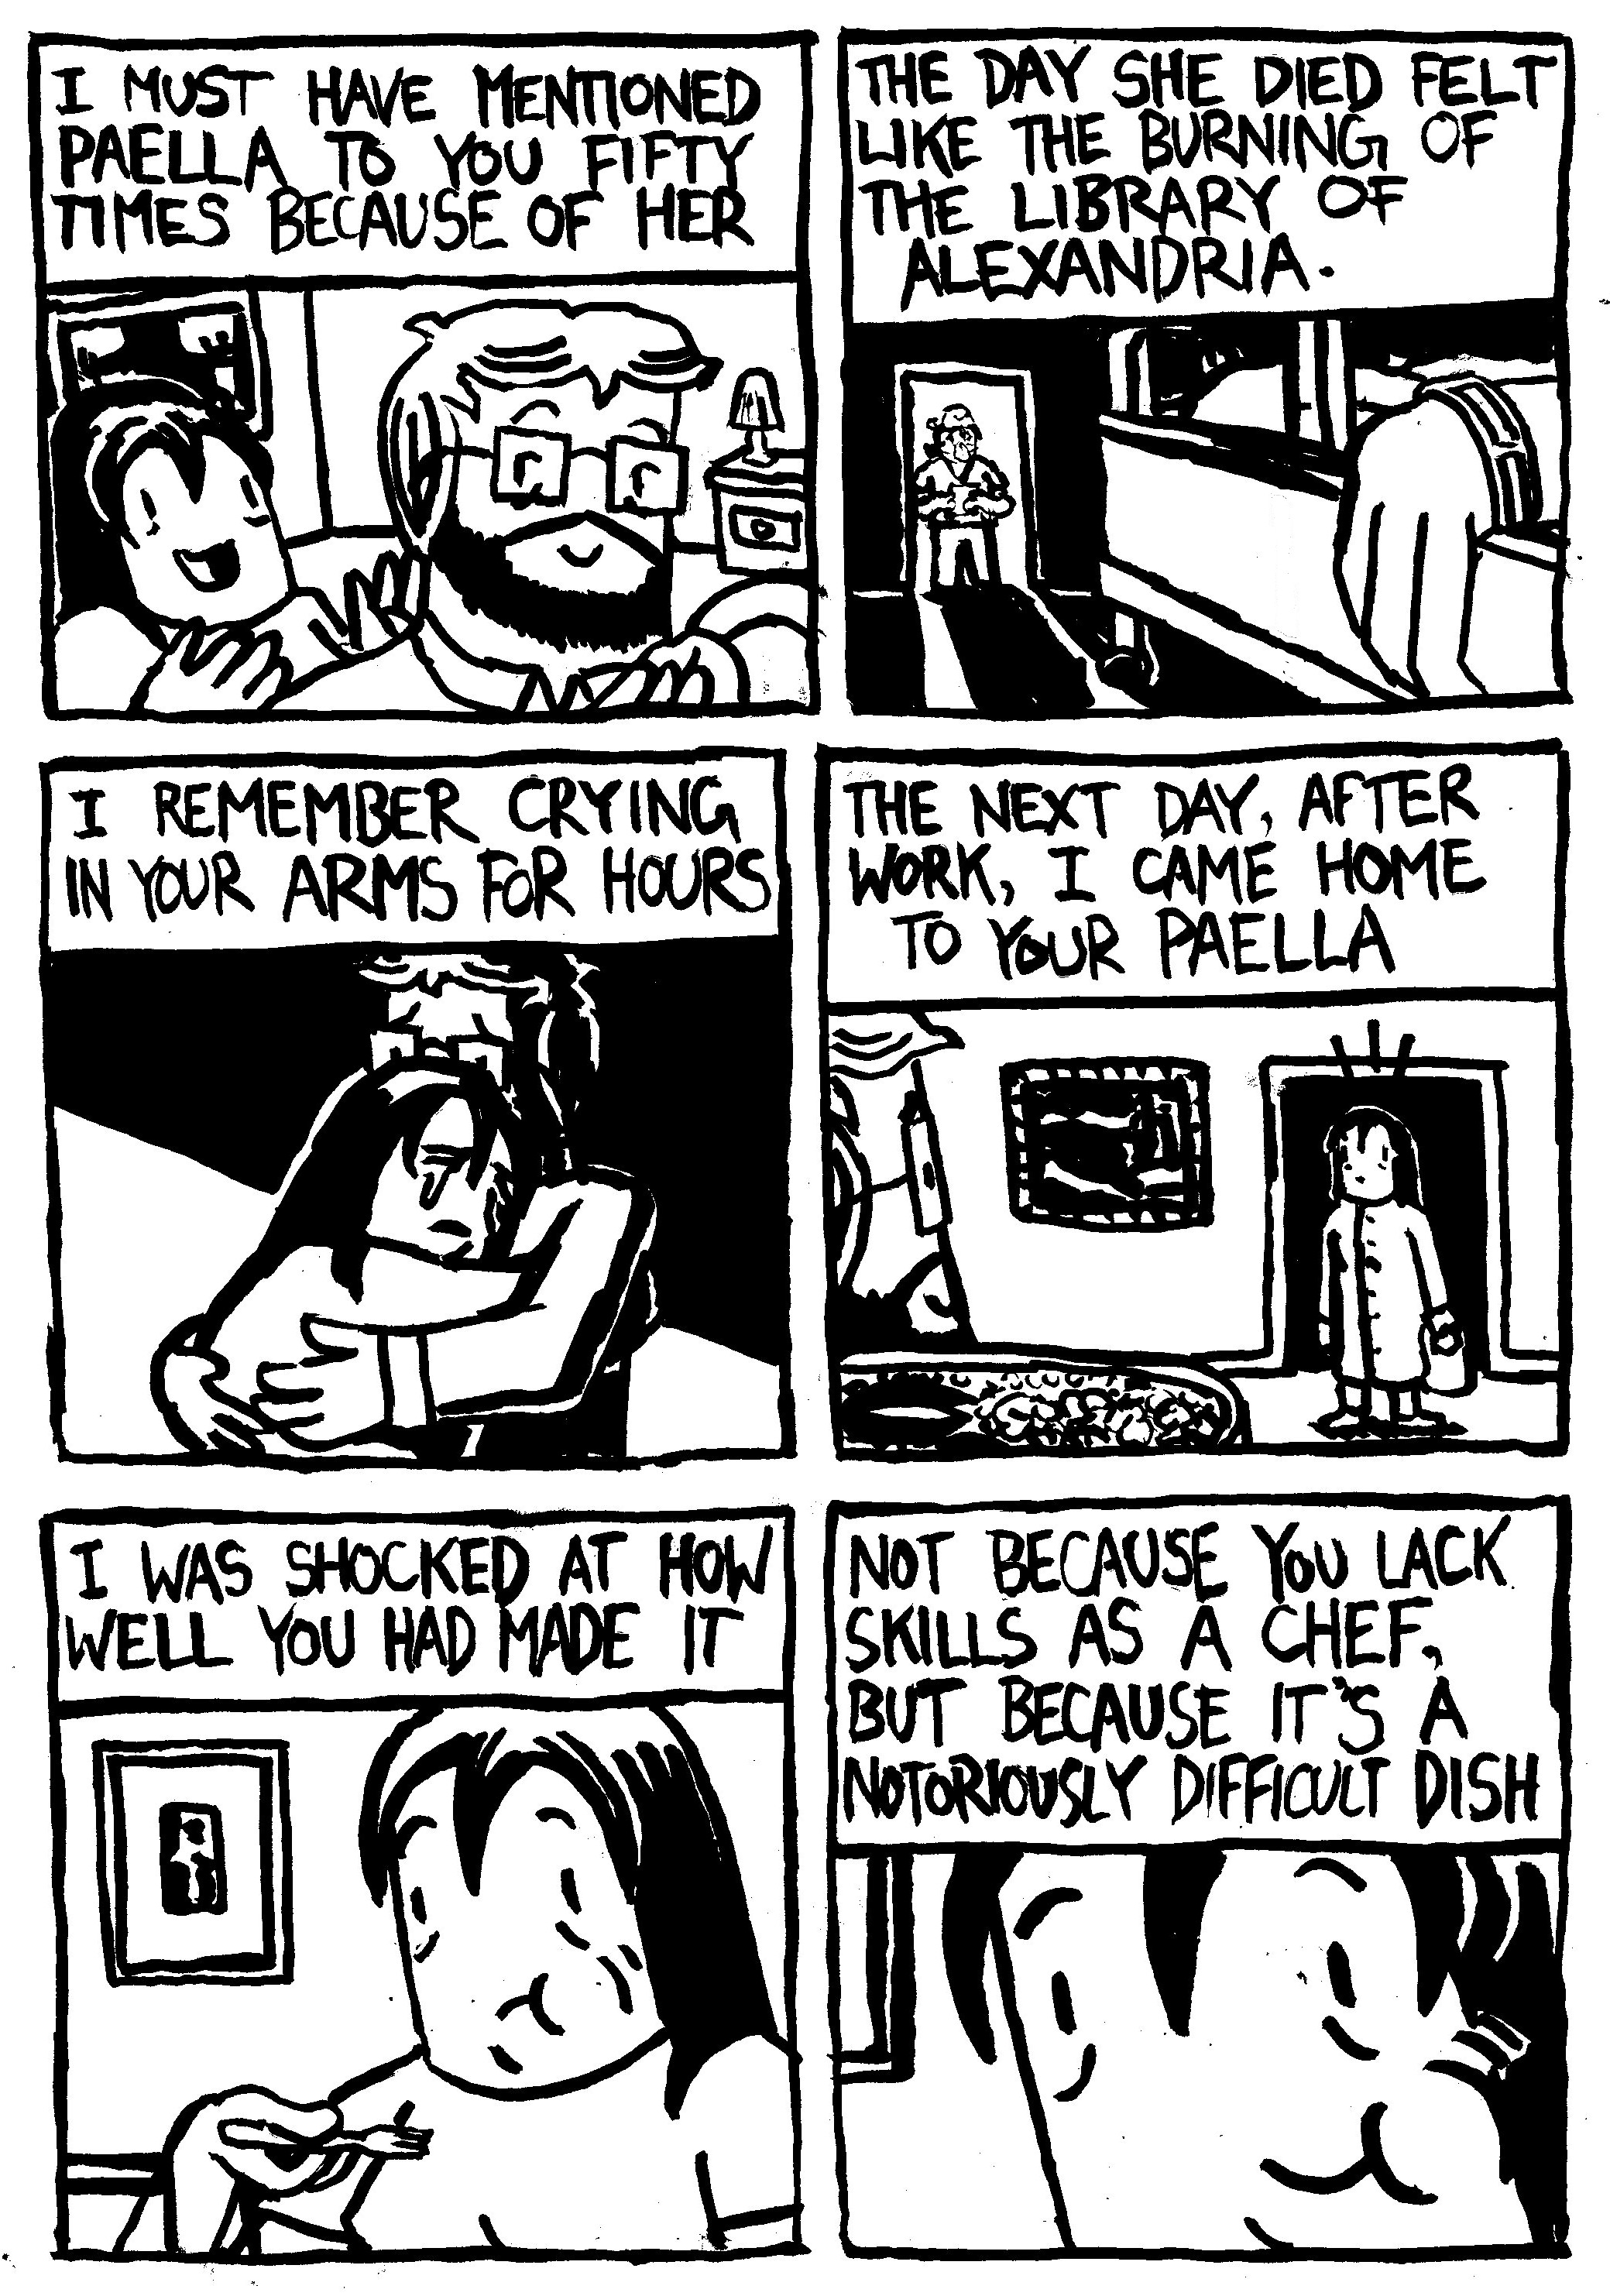 I MUST HAVE MENTIONED
PAELLA TO YOU FIFTY
TIMES BECAUSE OF HER
THE DAY SHE DIED FELT
LIKE THE BURNING OF
THE LIBRARY OF
ALEXANDRIA.
I REMEMBER CRYING
IN YOUR ARMS FOR HOURS
THE NEXT DAY, AFTER
WORK, I CAME HOME
TO YOUR PAELLA
I WAS SHOCKED AT HOW
WELL YOU HAD MADE IT
NOT BECAUSE YOU LACK
SKILLS AS A CHEF,
BUT BECAUSE IT'S A
NOTORIOUSLY DIFFICULT DISH